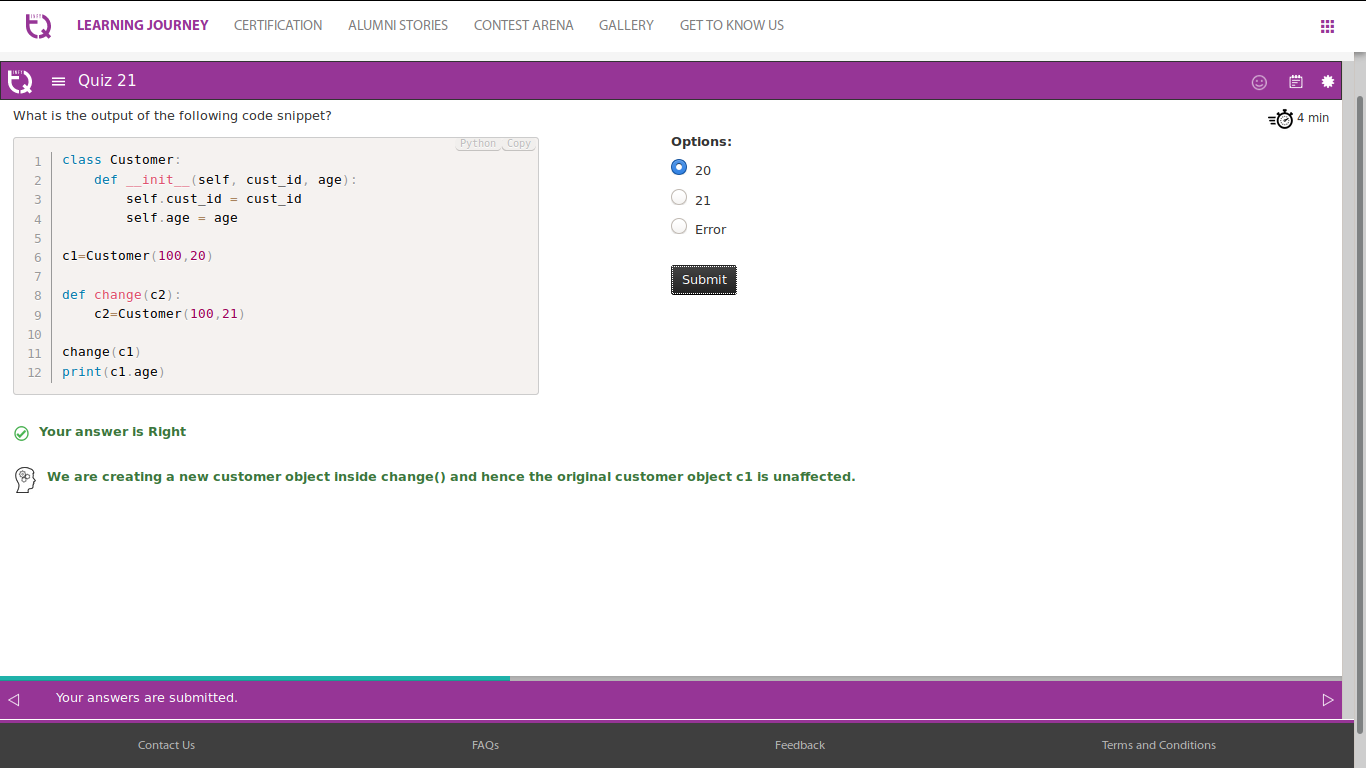 LEARNING JOURNEY CERTIFICATION ALUMNI STORIES CONTEST ARENA GALLERY GET TO KNOW US
Quiz 21
What is the output of the following code snippet?
4 min
Python Copy
1 class Customer:
2     def __init__(self, cust_id, age):
3         self.cust_id = cust_id
4         self.age = age
5
6 c1=Customer(100,20)
7
8 def change(c2):
9     c2=Customer(100,21)
10
11 change(c1)
12 print(c1.age)
Options:
20
21
Error
Submit
Your answer is Right
We are creating a new customer object inside change() and hence the original customer object c1 is unaffected.
Your answers are submitted.
Contact Us FAQs Feedback Terms and Conditions